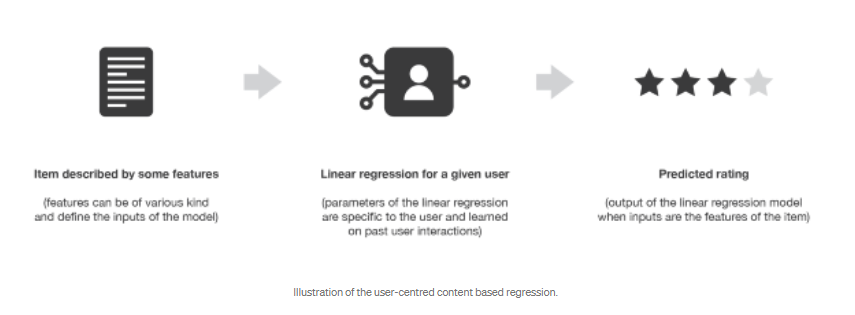 Item described by some features
(features can be of various kind
and define the inputs of the model)
Linear regression for a given user
(parameters of the linear regression
are specific to the user and learned
on past user interactions)
Predicted rating
(output of the linear regression model
when inputs are the features of the item)
Illustration of the user-centred content based regression.